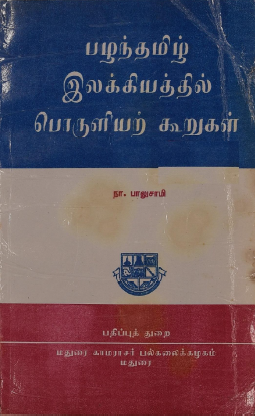 பழந்தமிழ்
இலக்கியத்தில்
பொருளியற் கூறுகள்
நா. பாலுசாமி
பதிப்புத் துறை
மதுரை காமராசர் பல்கலைக்கழகம்
மதுரை